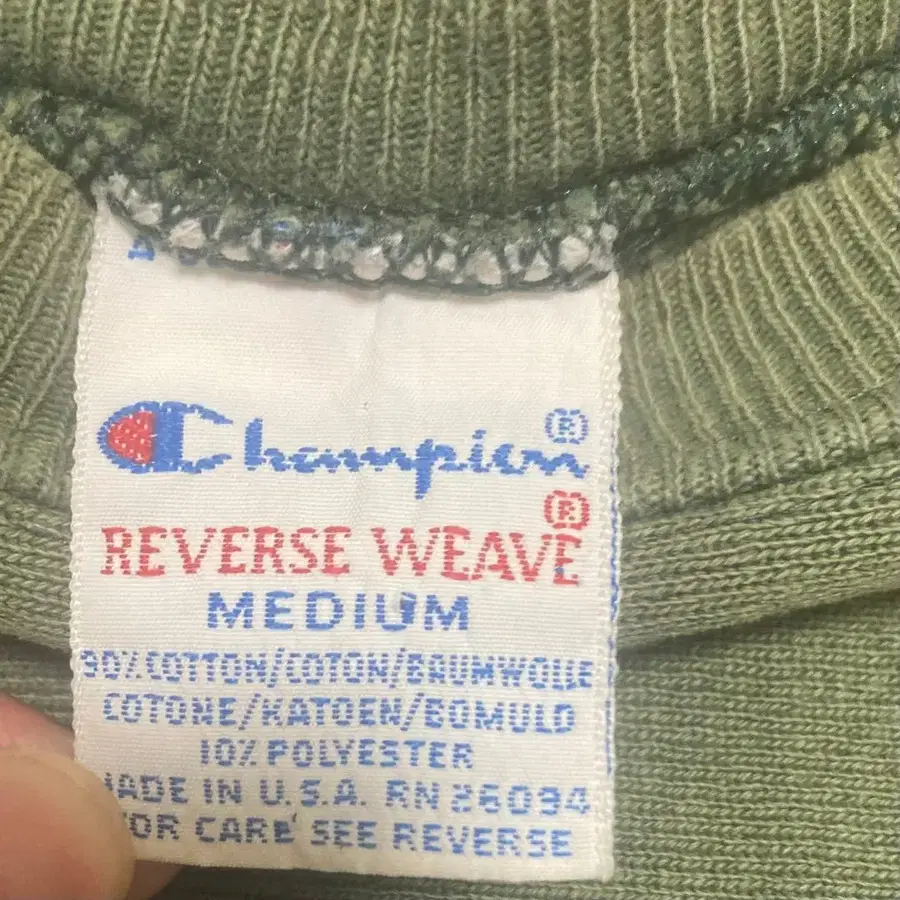 Champion®
REVERSE WEAVE®
MEDIUM
90% COTTON/COTON/BAUMWOLLE
COTONE/KATOEN/BOMULD
10% POLYESTER
MADE IN U.S.A. RN 26094
FOR CARE SEE REVERSE